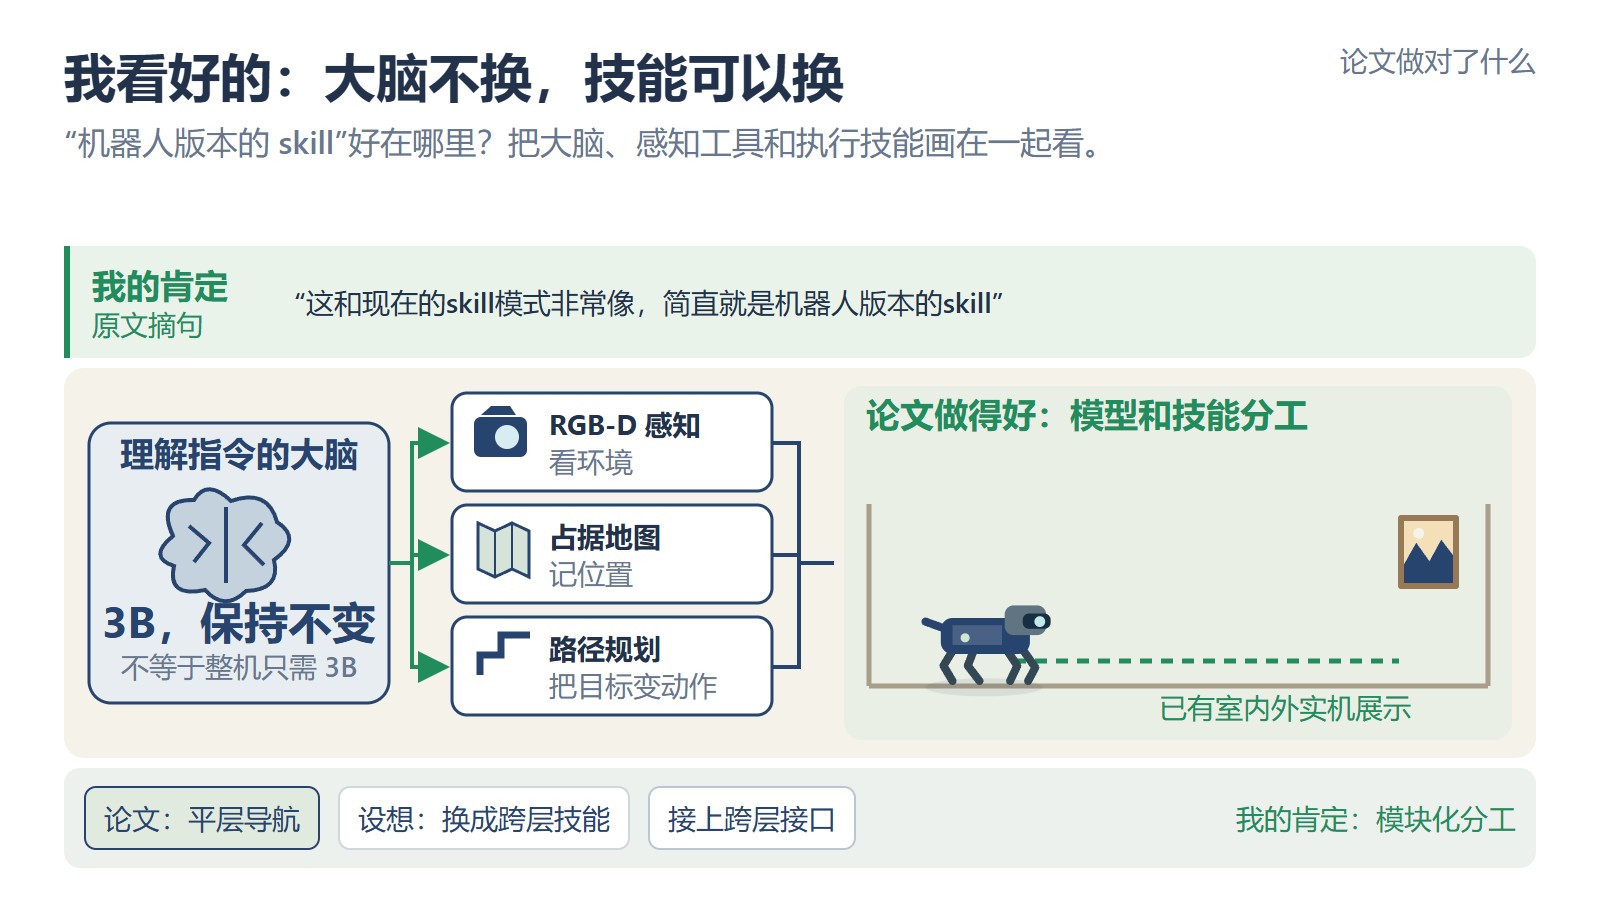 我看好的：大脑不换，技能可以换
论文做对了什么
“机器人版本的 skill”好在哪里？把大脑、感知工具和执行技能画在一起看。
我的肯定
原文摘句
“这和现在的skill模式非常像，简直就是机器人版本的skill”
理解指令的大脑
3B，保持不变
不等于整机只需 3B
RGB-D 感知
看环境
占据地图
记位置
路径规划
把目标变动作
论文做得好：模型和技能分工
已有室内外实机展示
论文：平层导航
设想：换成跨层技能
接上跨层接口
我的肯定：模块化分工